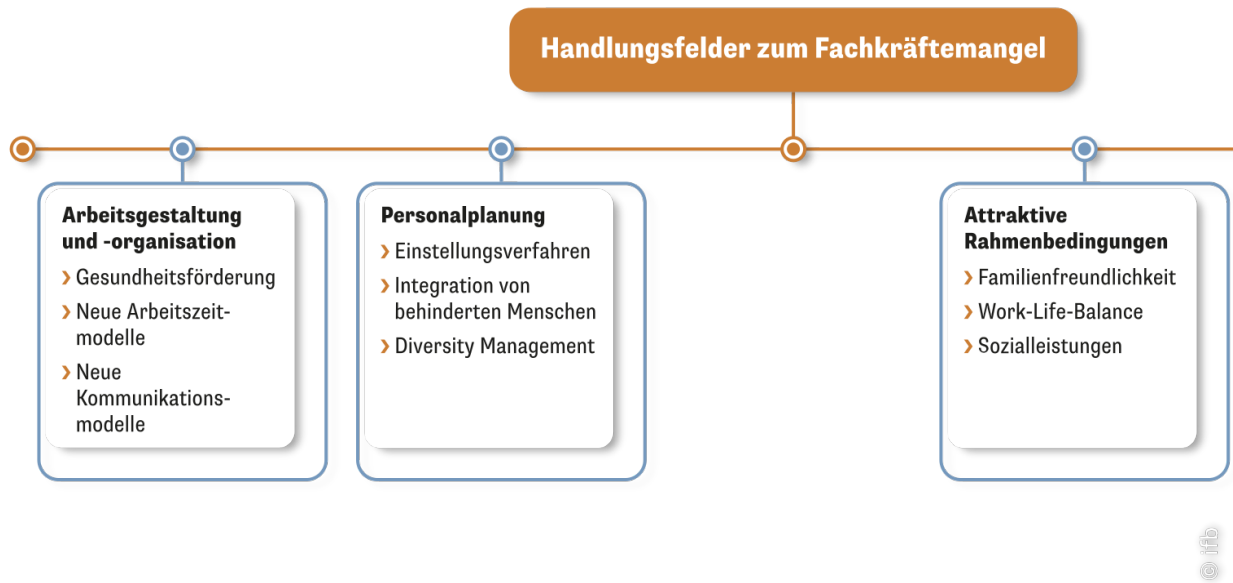 Handlungsfelder zum Fachkräftemangel
Arbeitsgestaltung
und -organisation
› Gesundheitsförderung
› Neue Arbeitszeit-
modelle
› Neue
Kommunikations-
modelle
Personalplanung
› Einstellungsverfahren
› Integration von
behinderten Menschen
› Diversity Management
Attraktive
Rahmenbedingungen
› Familienfreundlichkeit
› Work-Life-Balance
› Sozialleistungen
© ifb